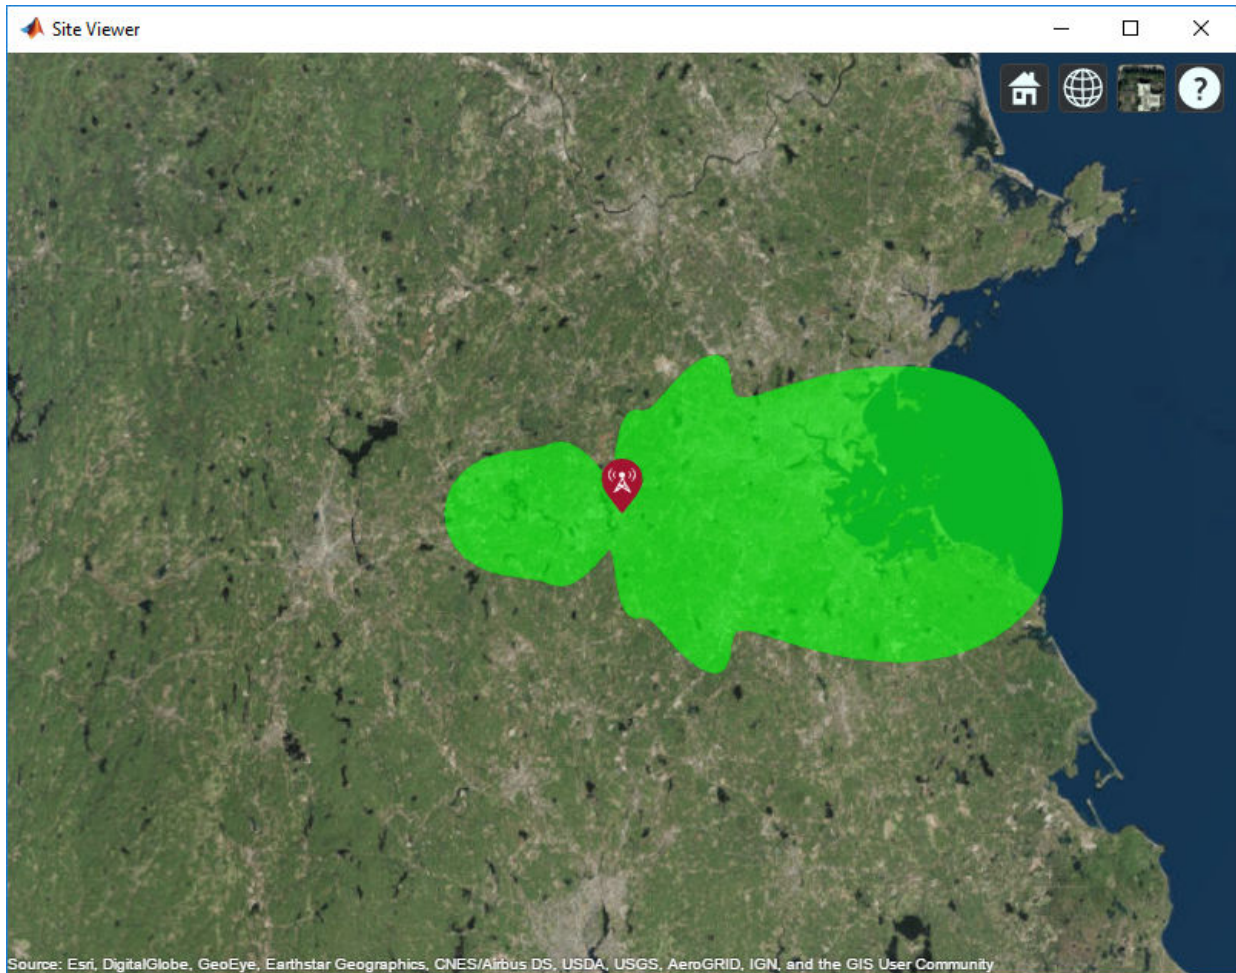 Site Viewer
?
Source: Esri, DigitalGlobe, GeoEye, Earthstar Geographics, CNES/Airbus DS, USDA, USGS, AeroGRID, IGN, and the GIS User Community